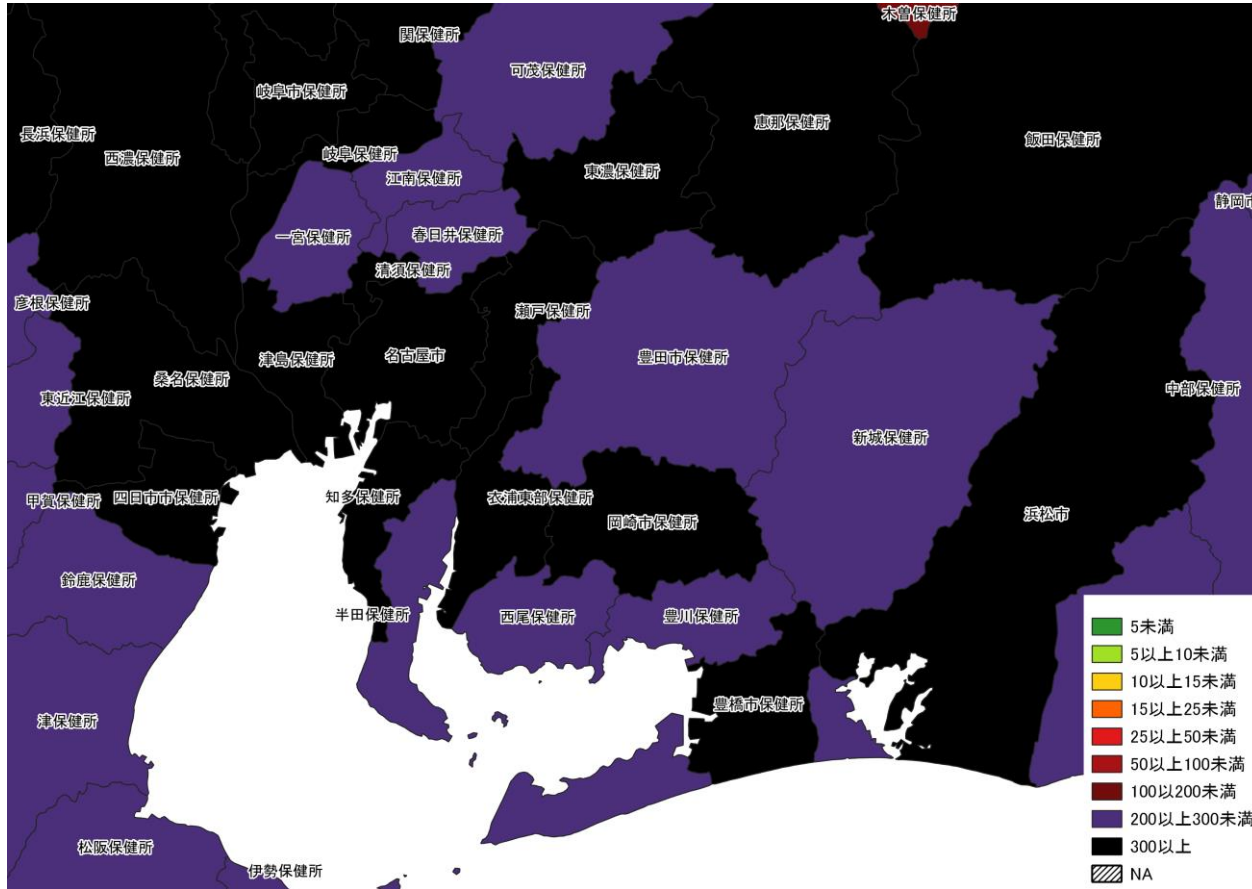 木曽保健所
関保健所
可茂保健所
岐阜市保健所
恵那保健所
長浜保健所
飯田保健所
西濃保健所
岐阜保健所
東濃保健所
江南保健所
静岡市
一宮保健所
春日井保健所
清須保健所
彦根保健所
瀬戸保健所
津島保健所
名古屋市
豊田市保健所
桑名保健所
中部保健所
東近江保健所
新城保健所
甲賀保健所
四日市市保健所
知多保健所
衣浦東部保健所
岡崎市保健所
浜松市
鈴鹿保健所
半田保健所
西尾保健所
豊川保健所
津保健所
豊橋市保健所
松阪保健所
伊勢保健所
5未満
5以上10未満
10以上15未満
15以上25未満
25以上50未満
50以上100未満
100以200未満
200以上300未満
300以上
NA